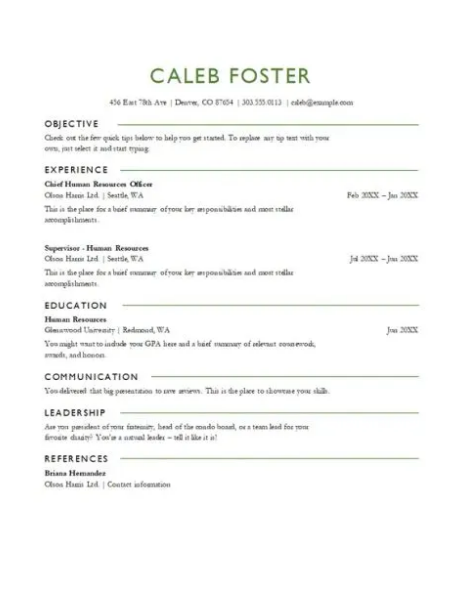 CALEB FOSTER
456 East 78th Ave | Denver, CO 87654 | 303.555.0113 | caleb@example.com
OBJECTIVE
Check out the few quick tips below to help you get started. To replace any tip text with your
own, just select it and start typing.
EXPERIENCE
Chief Human Resources Officer
Olson Harris Ltd. | Seattle, WA Feb 20XX – Jan 20XX
This is the place for a brief summary of your key responsibilities and most stellar
accomplishments.
Supervisor - Human Resources
Olson Harris Ltd. | Seattle, WA Jul 20XX – Jan 20XX
This is the place for a brief summary of your key responsibilities and most stellar
accomplishments.
EDUCATION
Human Resources
Glennwood University | Redmond, WA Jun 20XX
You might want to include your GPA here and a brief summary of relevant coursework,
awards, and honors.
COMMUNICATION
You delivered that big presentation to rave reviews. This is the place to showcase your skills.
LEADERSHIP
Are you president of your fraternity, head of the condo board, or a team lead for your
favorite charity? You're a natural leader – tell it like it is!
REFERENCES
Briana Hernandez
Olson Harris Ltd. | Contact information